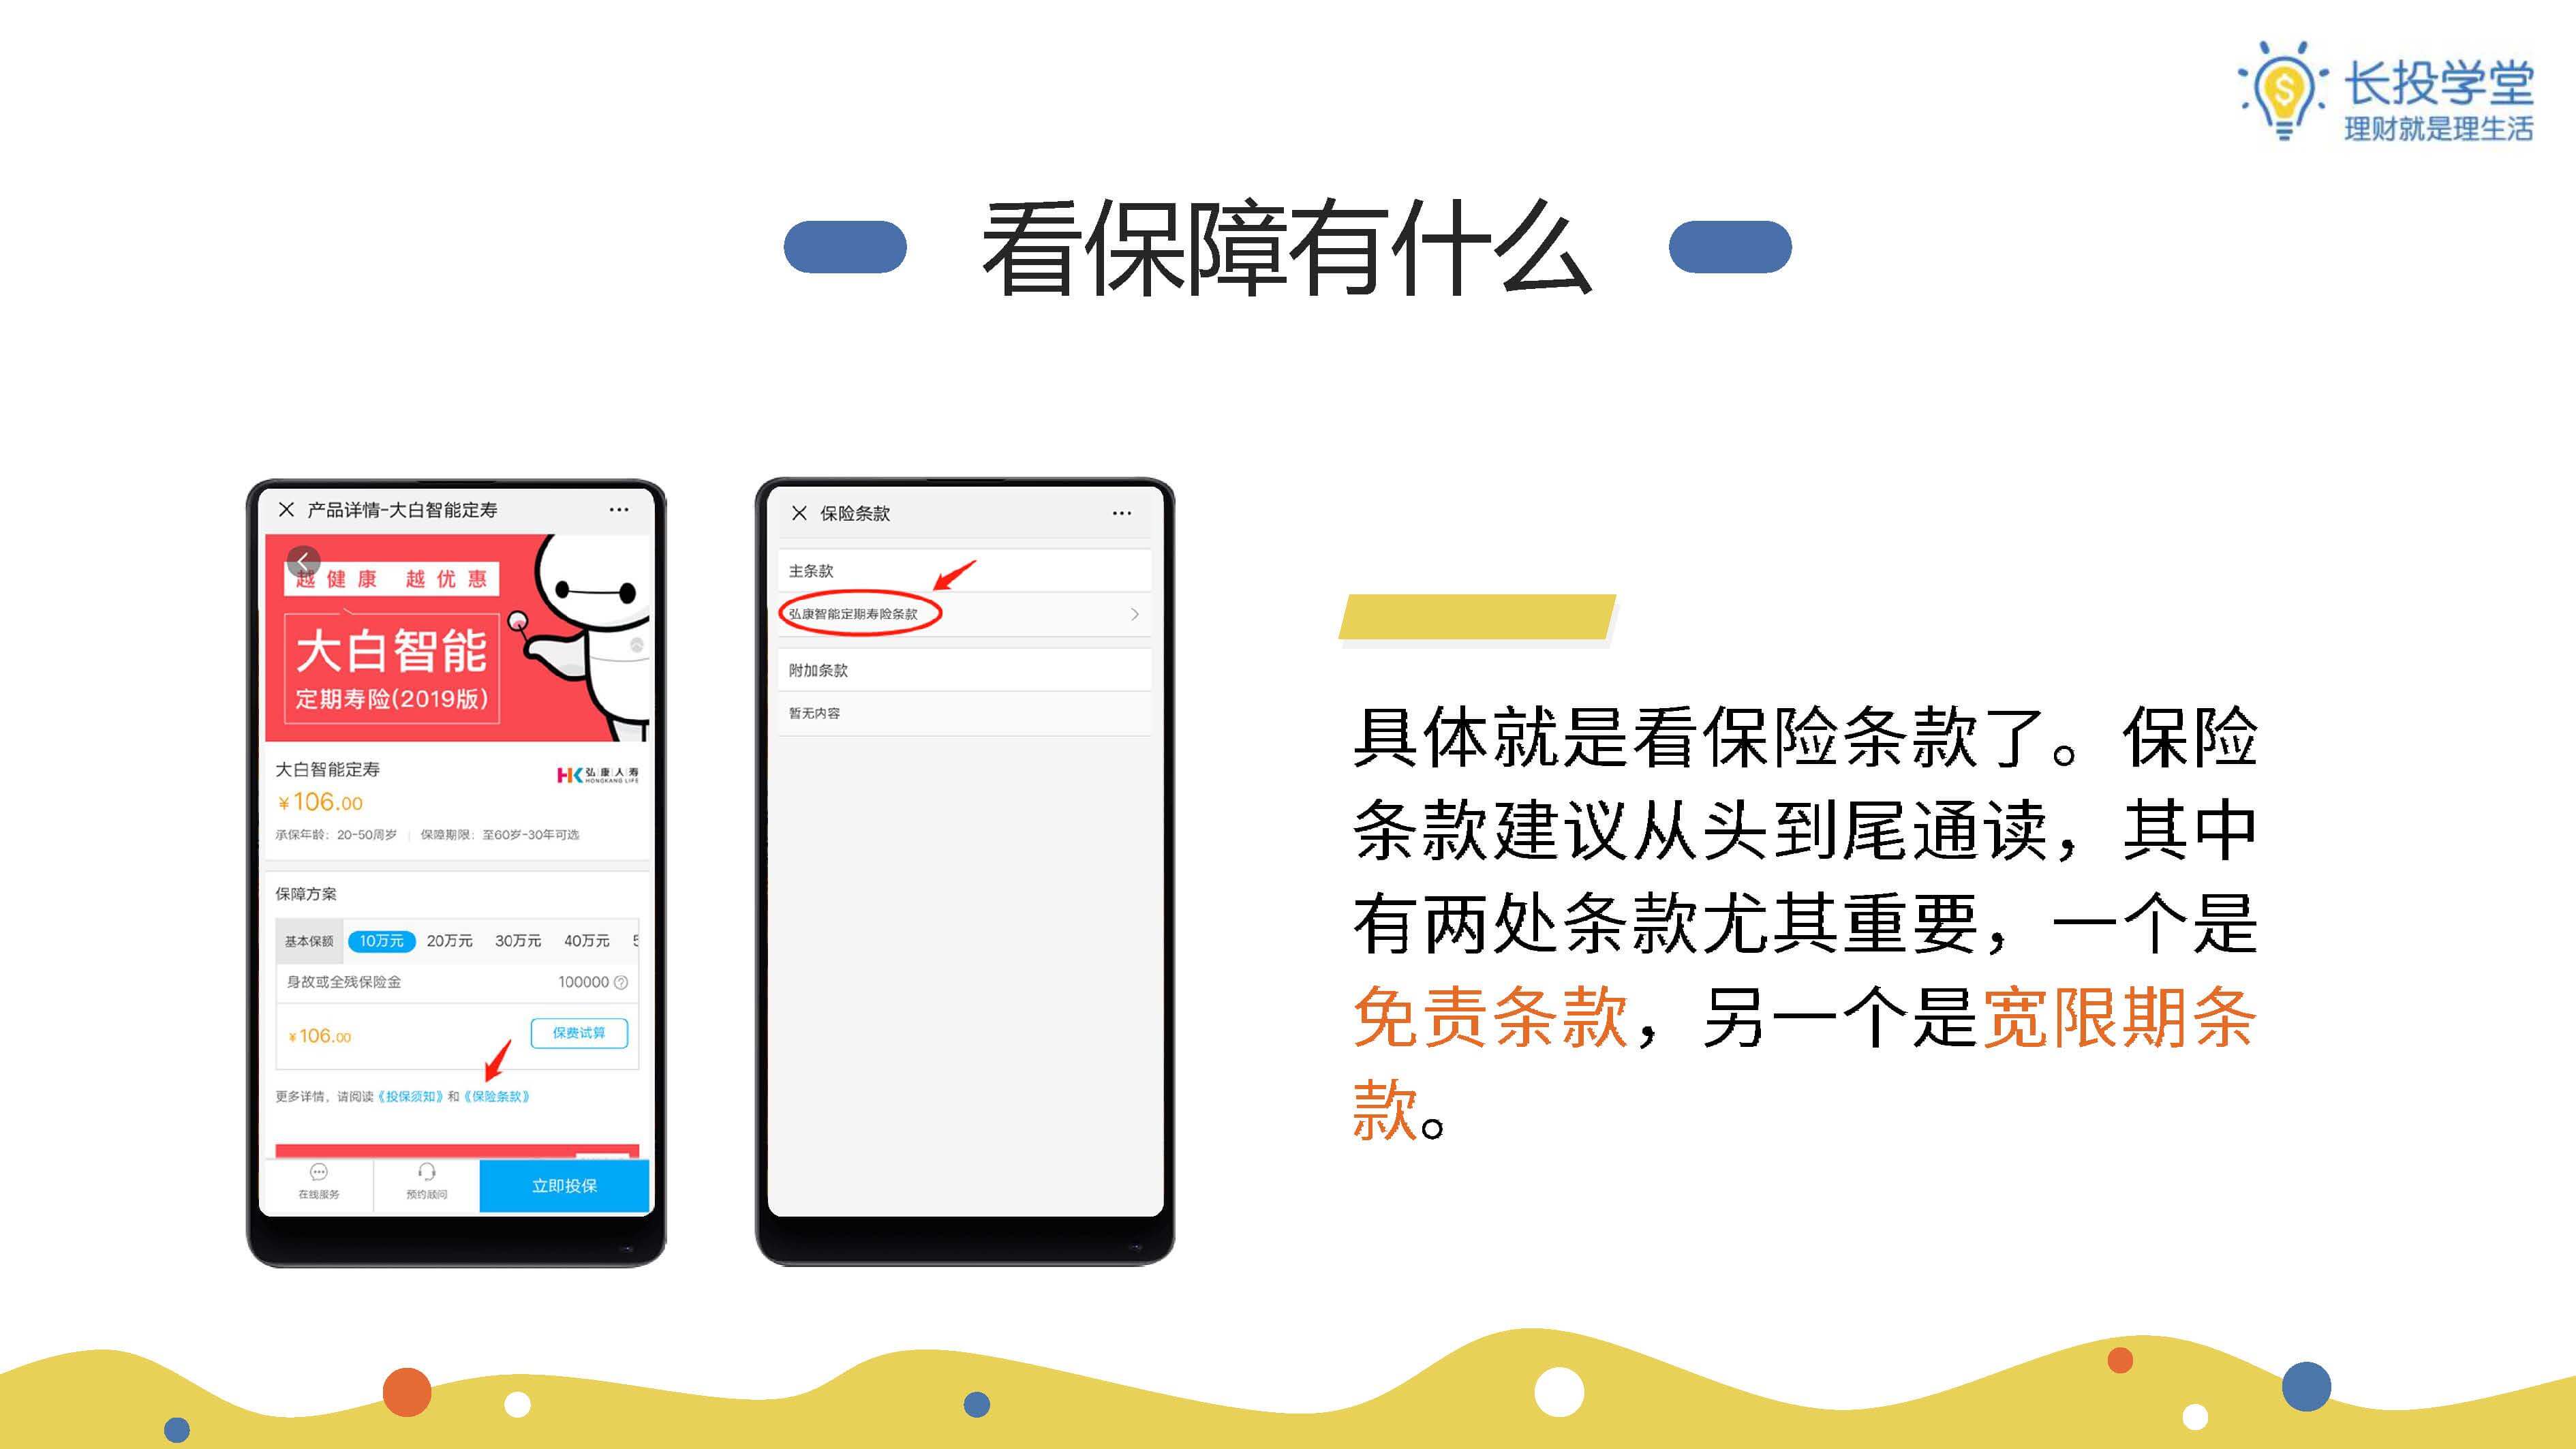 长投学堂
理财就是理生活
看保障有什么
产品详情-大白智能定寿
越健康 越优惠
大白智能
定期寿险(2019版)
大白智能定寿
HK 弘康人寿
HONGKANG LIFE
¥106.00
承保年龄：20-50周岁 | 保障期限：至60岁-30年可选
保障方案
基本保额 10万元 20万元 30万元 40万元 5
身故或全残保险金 100000
¥106.00 保费试算
更多详情，请阅读《投保须知》和《保险条款》
在线服务 预约顾问 立即投保
保险条款
主条款
弘康智能定期寿险条款
附加条款
暂无内容
具体就是看保险条款了。保险
条款建议从头到尾通读，其中
有两处条款尤其重要，一个是
免责条款，另一个是宽限期条
款。